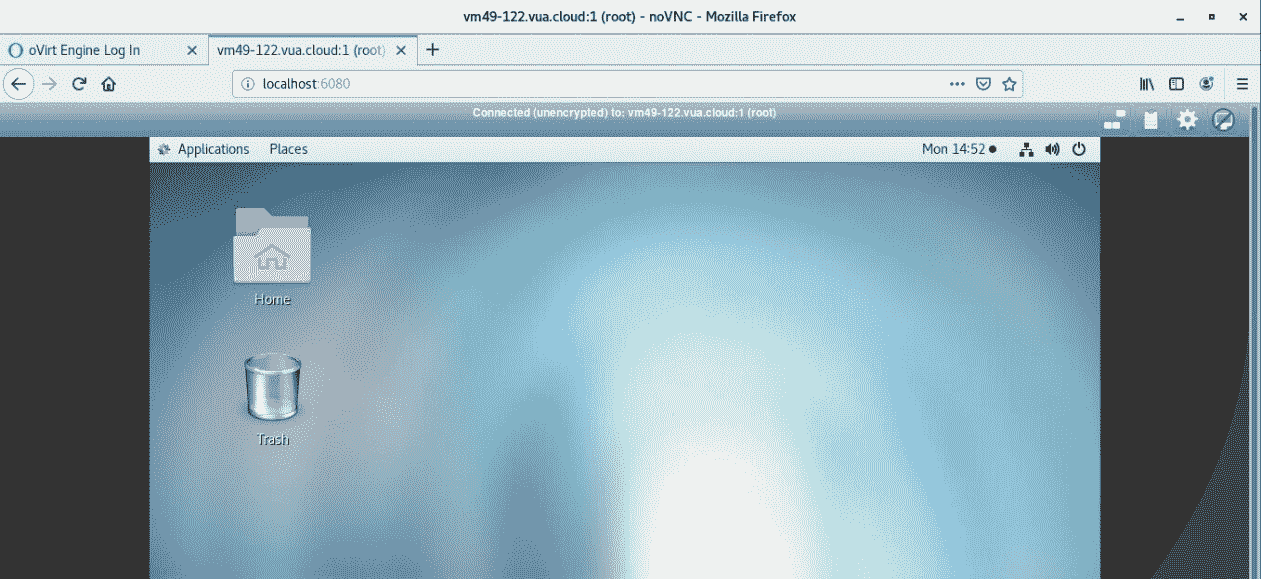 vm49-122.vua.cloud:1 (root) - noVNC - Mozilla Firefox
oVirt Engine Log In
vm49-122.vua.cloud:1 (root)
localhost:6080
Connected (unencrypted) to: vm49-122.vua.cloud:1 (root)
Applications Places Mon 14:52
Home
Trash